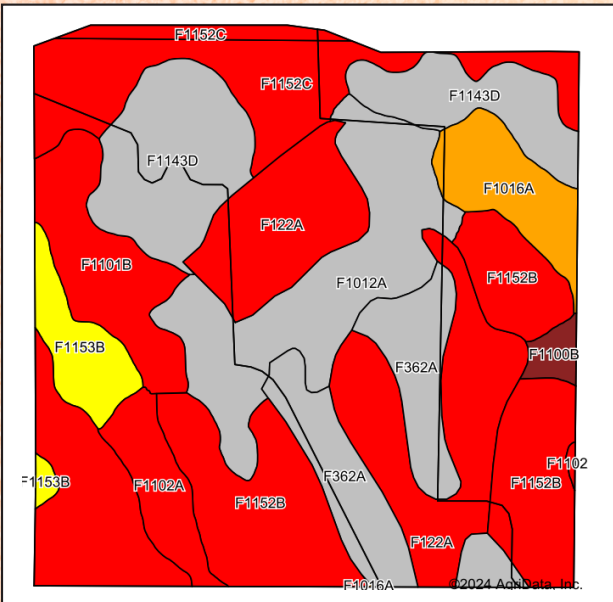 F1152C
F1152C
F1143D
F1143D
F1016A
F122A
F1101B
F1152B
F1012A
F1153B
F1100B
F362A
F1102
F362A
F1153B
F1102A
F1152B
F1152B
F122A
F1016A
©2024 AgriData, Inc.